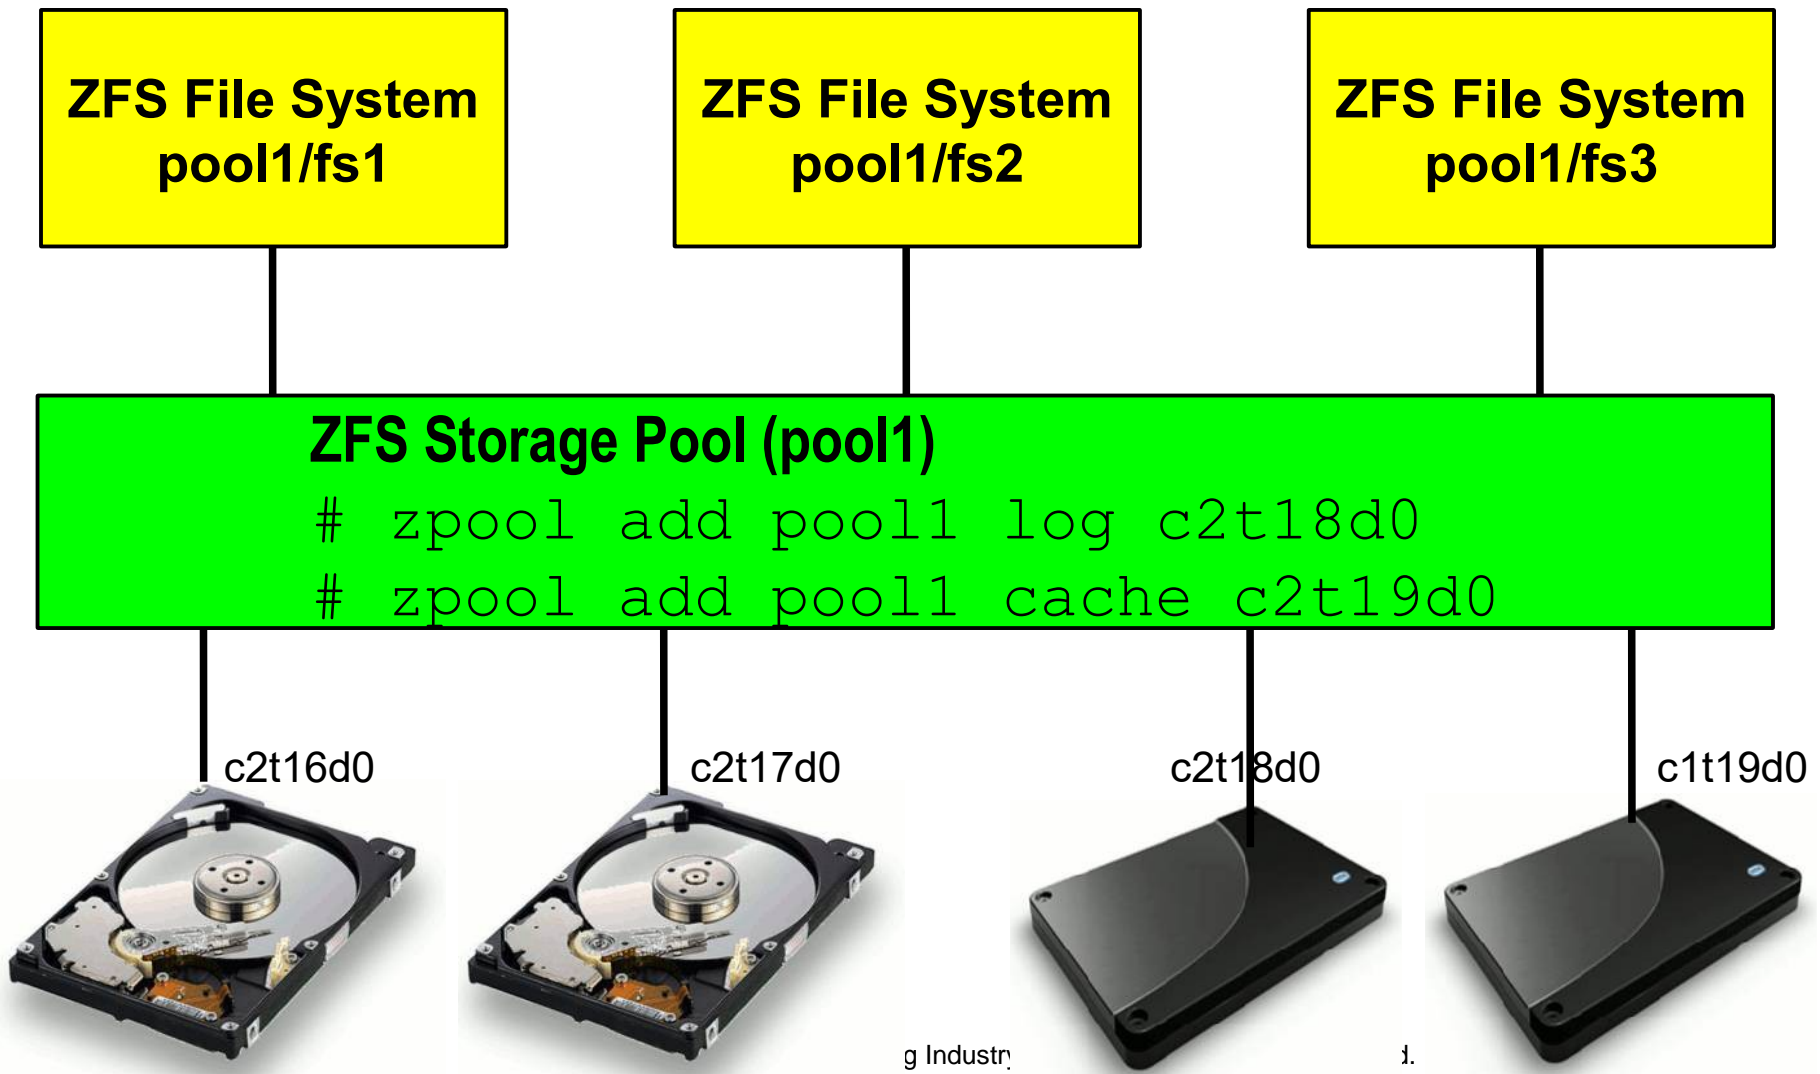 ZFS File System
pool1/fs1
ZFS File System
pool1/fs2
ZFS File System
pool1/fs3
ZFS Storage Pool (pool1)
# zpool add pool1 log c2t18d0
# zpool add pool1 cache c2t19d0
c2t16d0
c2t17d0
c2t18d0
c1t19d0
g Industry
d.